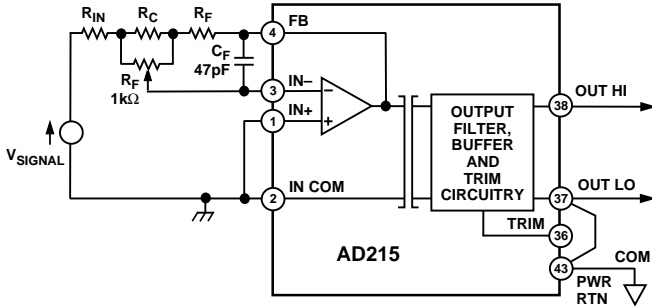 RIN
RC
RF
4
FB
CF
47pF
RF
1kΩ
3
IN–
1
IN+
–
+
VSIGNAL
2
IN COM
OUTPUT
FILTER,
BUFFER
AND
TRIM
CIRCUITRY
38
OUT HI
37
OUT LO
TRIM
36
AD215
43
COM
PWR
RTN